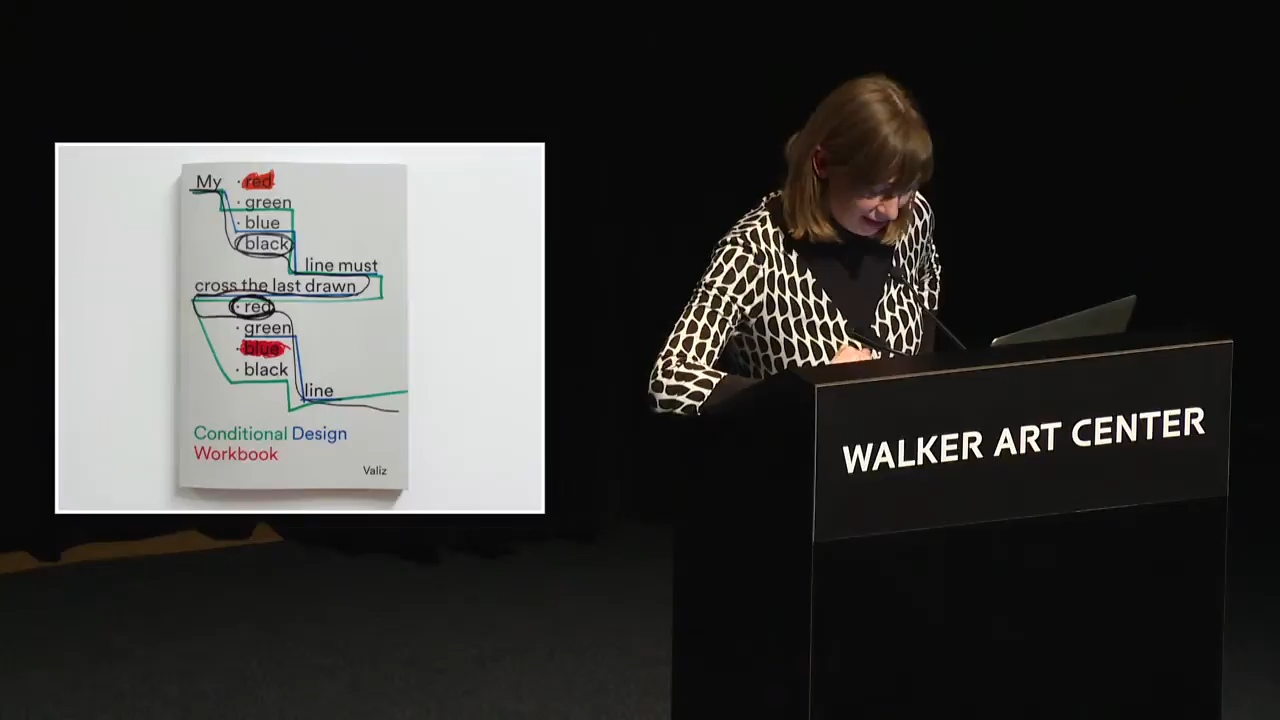 My · red
· green
· blue
· black
line must
cross the last drawn
· red
· green
· blue
· black
line
Conditional Design
Workbook
Valiz
WALKER ART CENTER